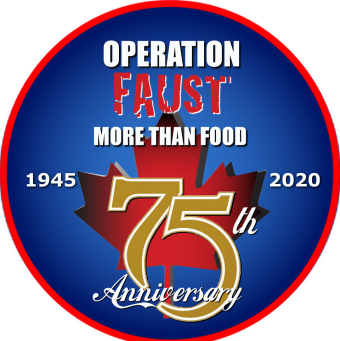 OPERATION
FAUST
MORE THAN FOOD
1945 2020
75th
Anniversary